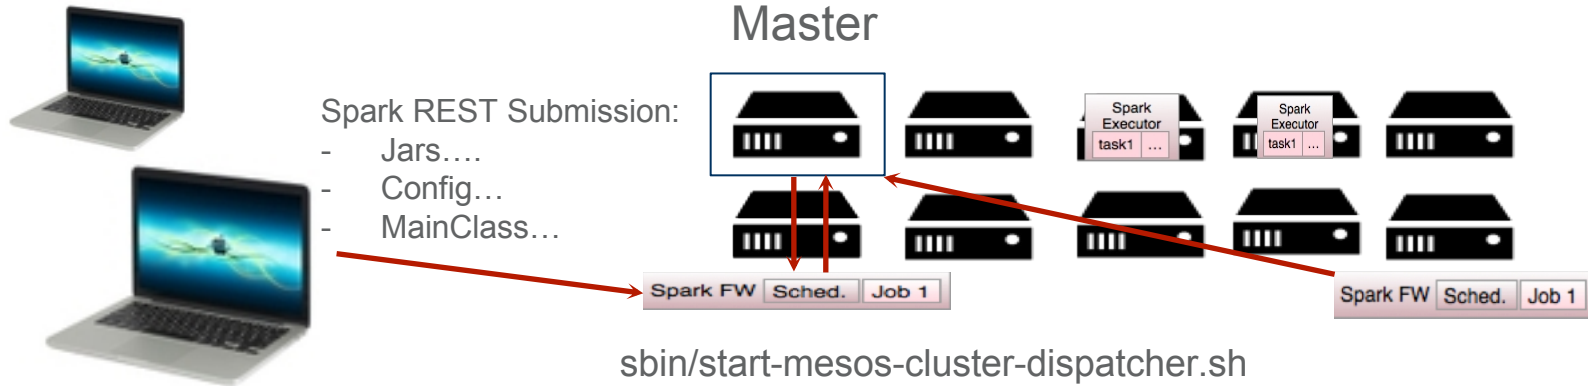 Master
Spark REST Submission:
- Jars….
- Config…
- MainClass…
Spark
Executor
task1 ...
Spark
Executor
task1 ...
Spark FW Sched. Job 1
Spark FW Sched. Job 1
sbin/start-mesos-cluster-dispatcher.sh